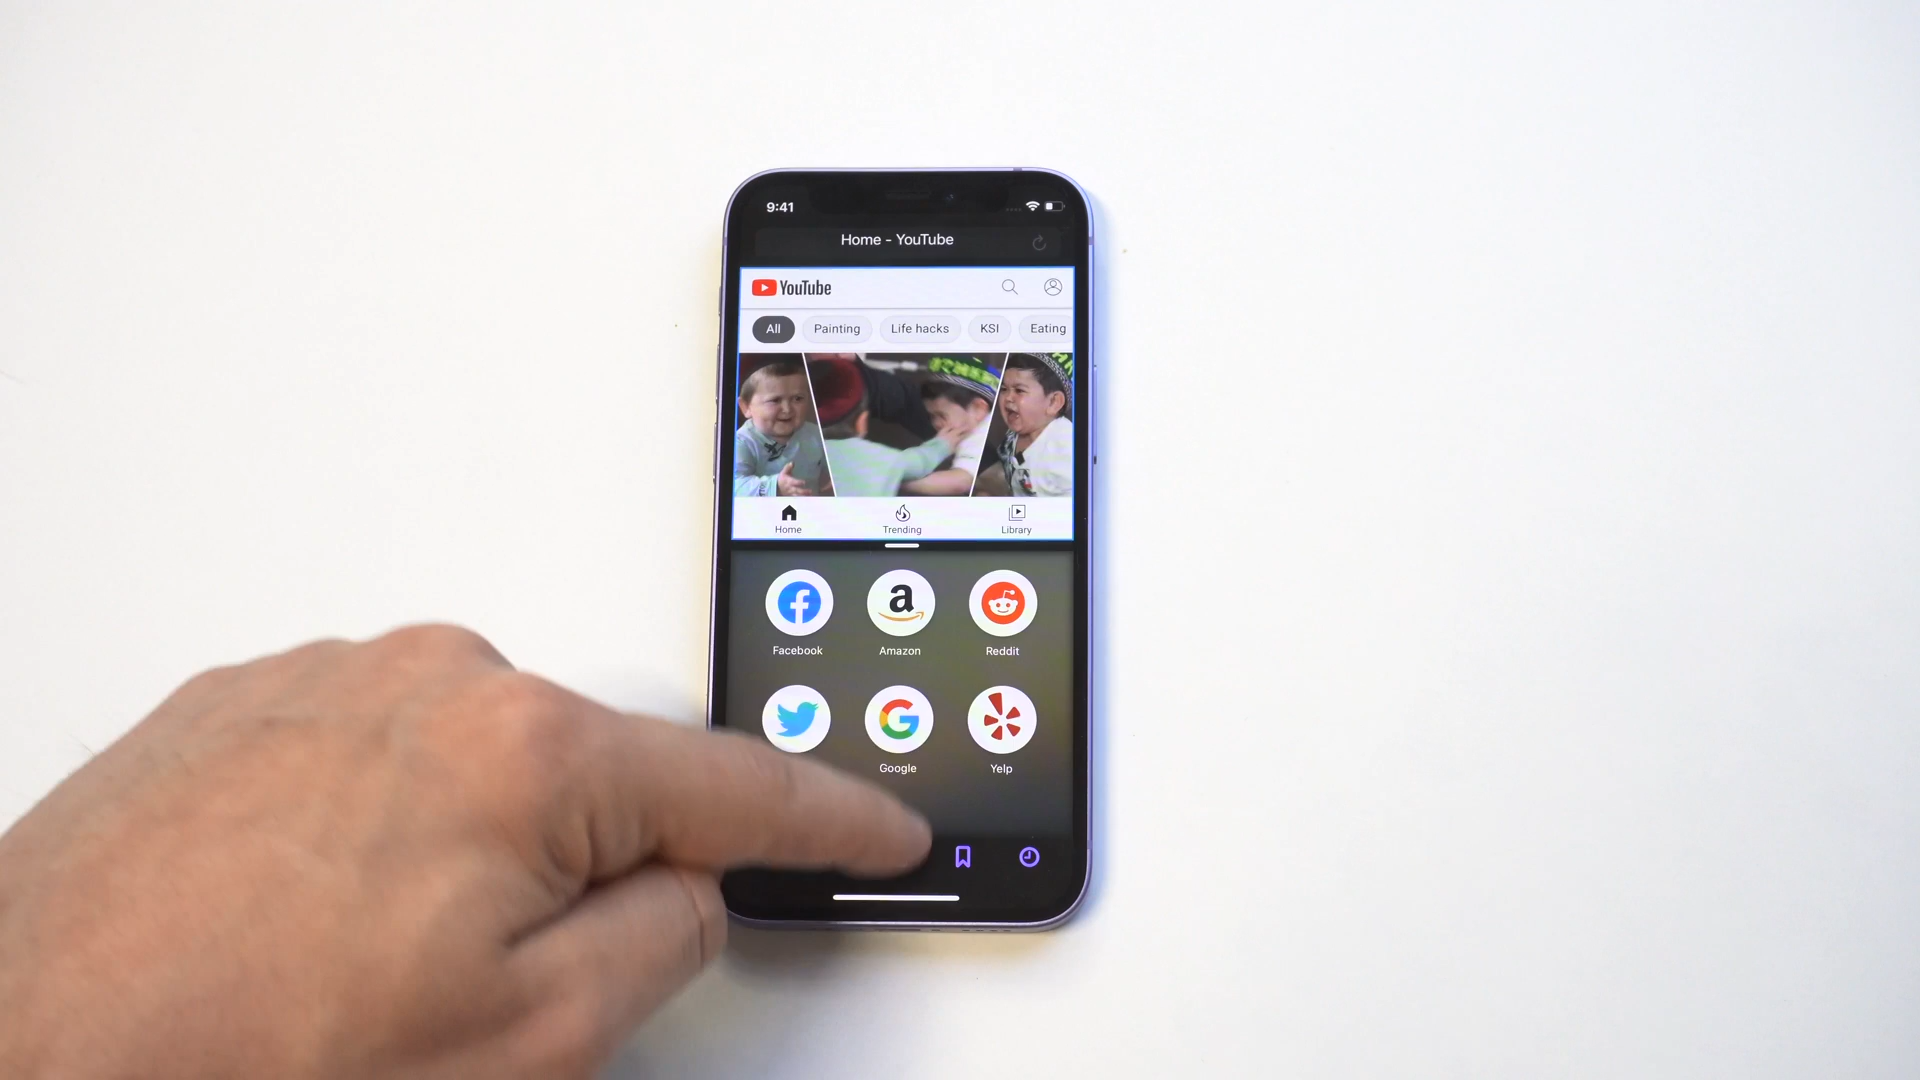 9:41
Home - YouTube
YouTube
All Painting Life hacks KSI Eating
Home Trending Library
Facebook Amazon Reddit
Google Yelp